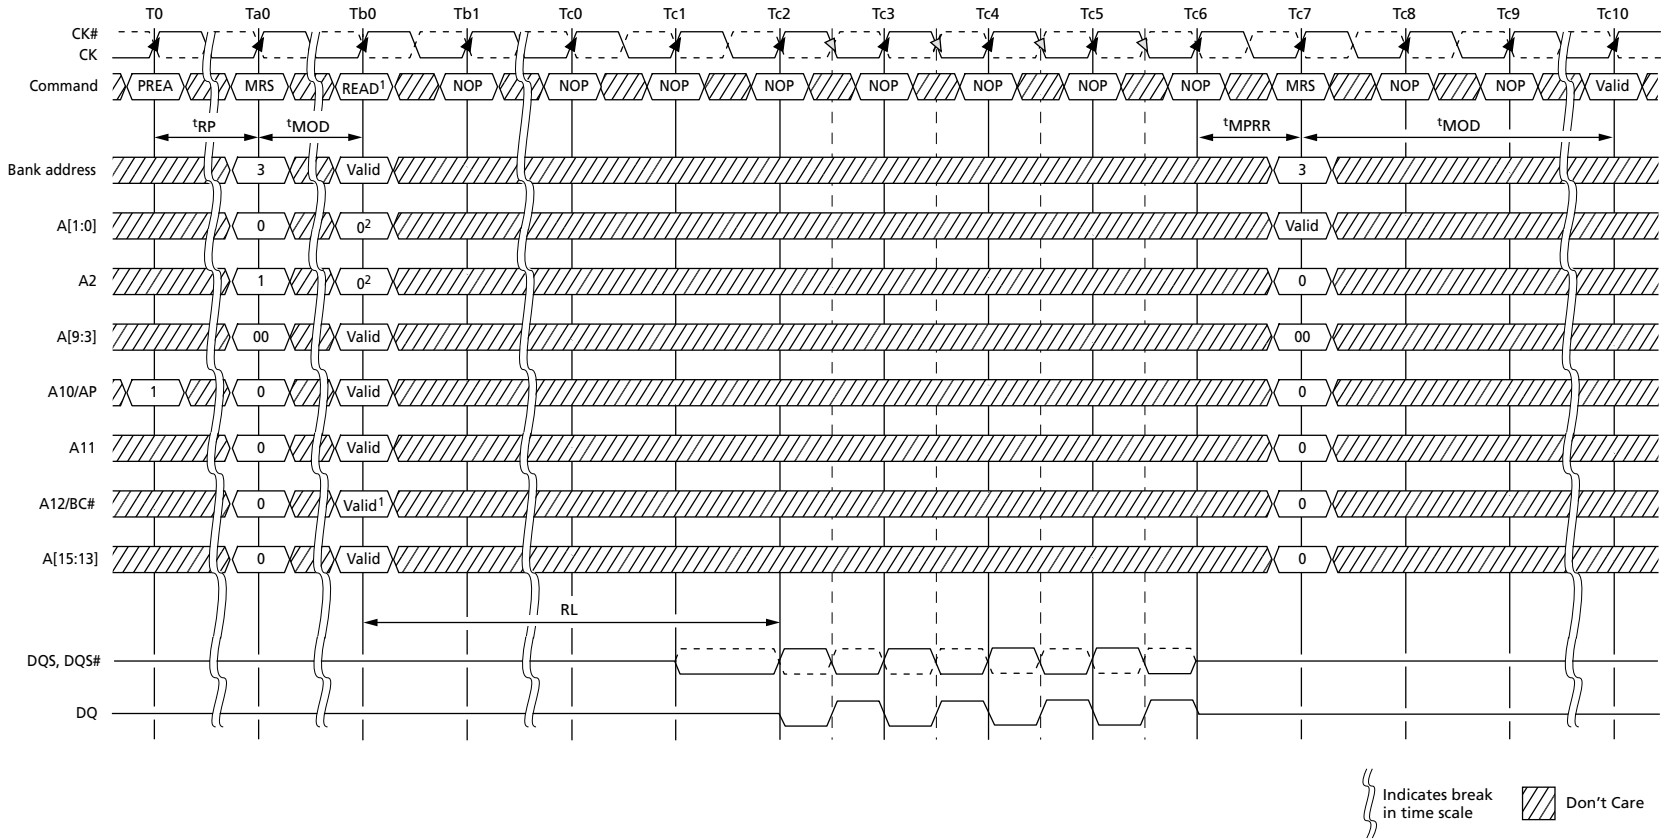 T0 Ta0 Tb0 Tb1 Tc0 Tc1 Tc2 Tc3 Tc4 Tc5 Tc6 Tc7 Tc8 Tc9 Tc10
CK#
CK
Command PREA MRS READ¹ NOP NOP NOP NOP NOP NOP NOP NOP MRS NOP NOP Valid
ᵗRP ᵗMOD ᵗMPRR ᵗMOD
Bank address 3 Valid 3
A[1:0] 0 0² Valid
A2 1 0² 0
A[9:3] 00 Valid 00
A10/AP 1 0 Valid 0
A11 0 Valid 0
A12/BC# 0 Valid¹ 0
A[15:13] 0 Valid 0
RL
DQS, DQS#
DQ
Indicates break
in time scale
Don't Care